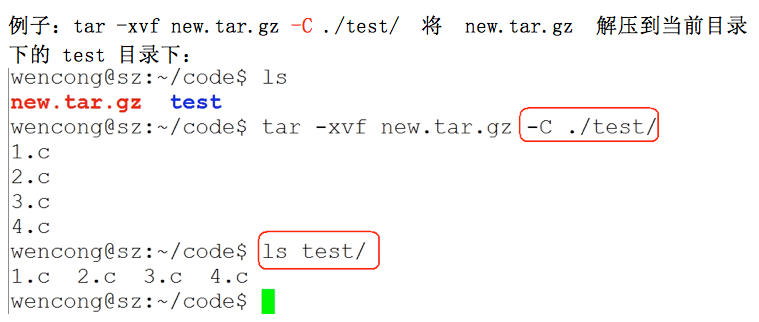 例子：tar -xvf new.tar.gz -C ./test/ 将 new.tar.gz 解压到当前目录
下的 test 目录下：
wencong@sz:~/code$ ls
new.tar.gz  test
wencong@sz:~/code$ tar -xvf new.tar.gz -C ./test/
1.c
2.c
3.c
4.c
wencong@sz:~/code$ ls test/
1.c  2.c  3.c  4.c
wencong@sz:~/code$